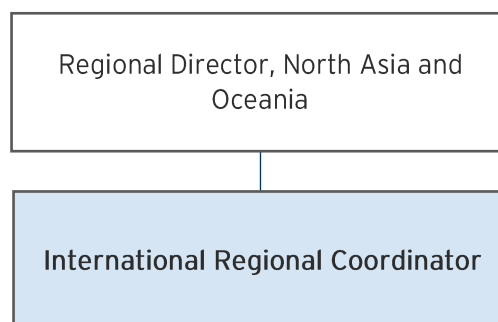 Regional Director, North Asia and
Oceania
International Regional Coordinator